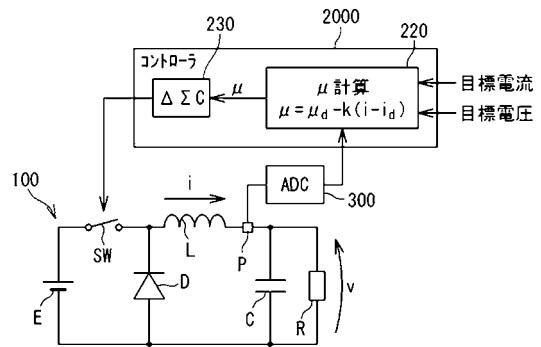 2000
230
220
コントローラ
ΔΣC
μ
μ計算
μ=μd-k(i-id)
目標電流
目標電圧
100
i
ADC
300
SW
L
P
E
D
C
R
v